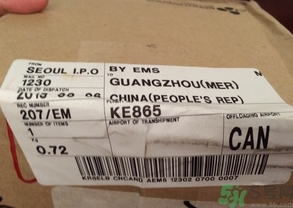 FROM SEOUL I.P.O BY EMS
MAIL NO
1230 TO
DATE OF DISPATCH GUANGZHOU(MER)
CHINA(PEOPLE'S REP)
REC NUMBER
207/EM KE865 OFFLOADING AIRPORT
NUMBER OF ITEMS AIRPORT OF TRANSHIPMENT
1 CAN
KG
0.72